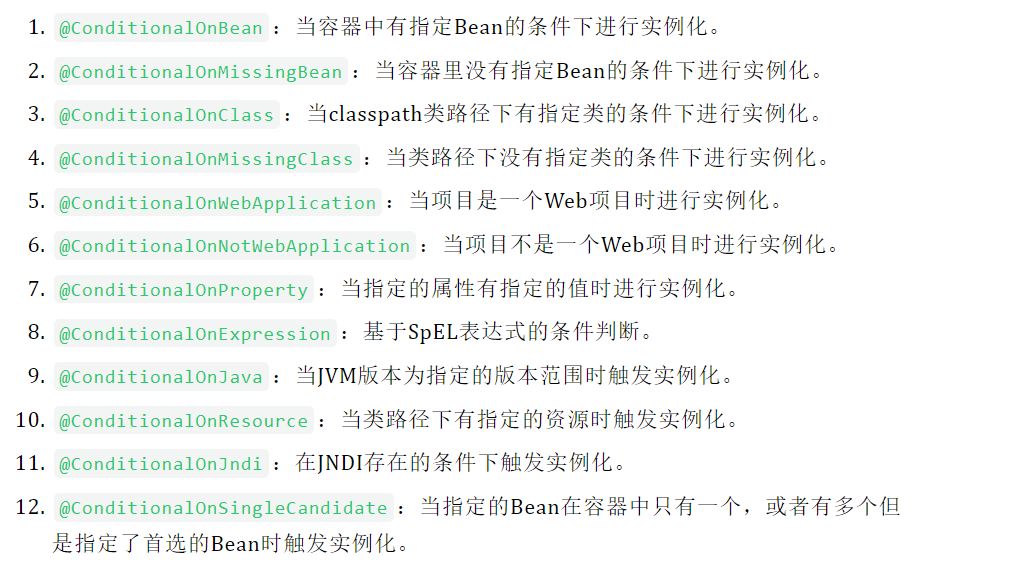 1. @ConditionalOnBean：当容器中有指定Bean的条件下进行实例化。
2. @ConditionalOnMissingBean：当容器里没有指定Bean的条件下进行实例化。
3. @ConditionalOnClass：当classpath类路径下有指定类的条件下进行实例化。
4. @ConditionalOnMissingClass：当类路径下没有指定类的条件下进行实例化。
5. @ConditionalOnWebApplication：当项目是一个Web项目时进行实例化。
6. @ConditionalOnNotWebApplication：当项目不是一个Web项目时进行实例化。
7. @ConditionalOnProperty：当指定的属性有指定的值时进行实例化。
8. @ConditionalOnExpression：基于SpEL表达式的条件判断。
9. @ConditionalOnJava：当JVM版本为指定的版本范围时触发实例化。
10. @ConditionalOnResource：当类路径下有指定的资源时触发实例化。
11. @ConditionalOnJndi：在JNDI存在的条件下触发实例化。
12. @ConditionalOnSingleCandidate：当指定的Bean在容器中只有一个，或者有多个但
是指定了首选的Bean时触发实例化。